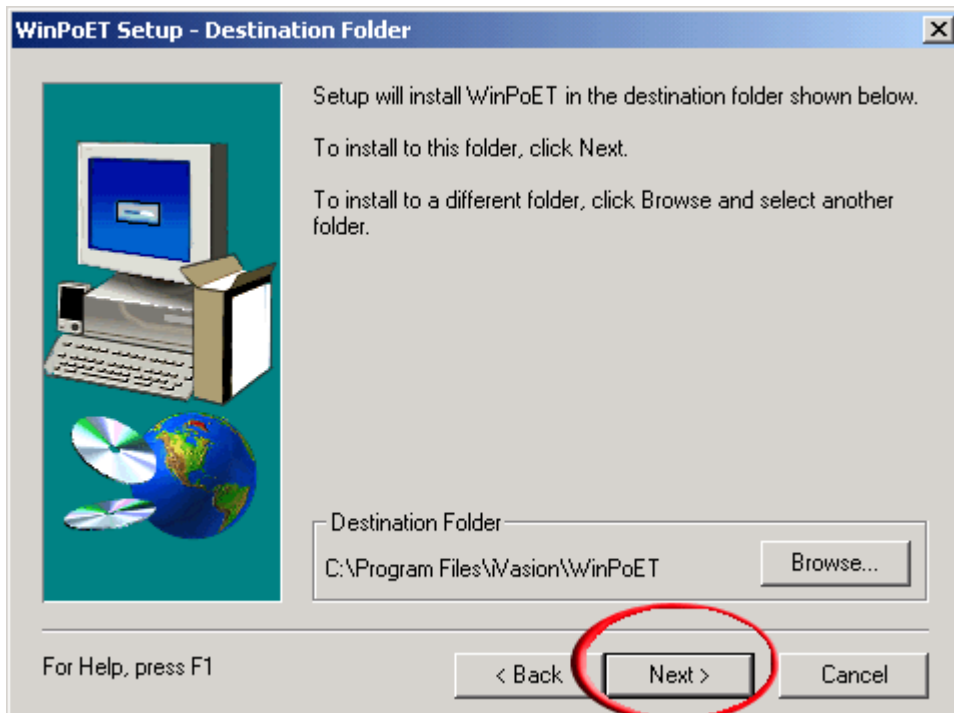 WinPoET Setup - Destination Folder
Setup will install WinPoET in the destination folder shown below.
To install to this folder, click Next.
To install to a different folder, click Browse and select another
folder.
Destination Folder
C:\Program Files\iVasion\WinPoET
Browse...
For Help, press F1
< Back
Next >
Cancel